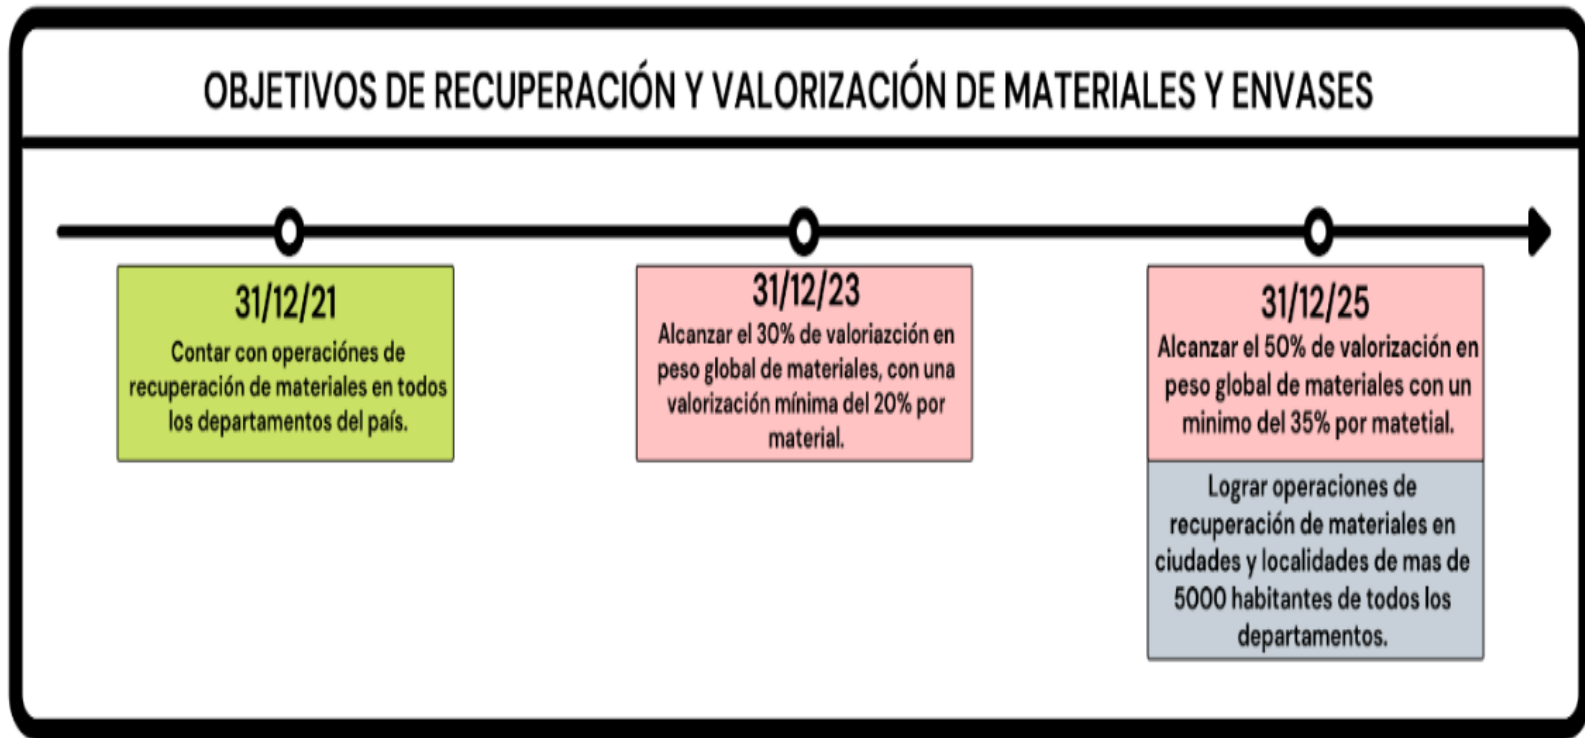 OBJETIVOS DE RECUPERACIÓN Y VALORIZACIÓN DE MATERIALES Y ENVASES
31/12/21
Contar con operaciónes de
recuperación de materiales en todos
los departamentos del país.
31/12/23
Alcanzar el 30% de valoriazción en
peso global de materiales, con una
valorización mínima del 20% por
material.
31/12/25
Alcanzar el 50% de valorización en
peso global de materiales con un
minimo del 35% por matetial.
Lograr operaciones de
recuperación de materiales en
ciudades y localidades de mas de
5000 habitantes de todos los
departamentos.